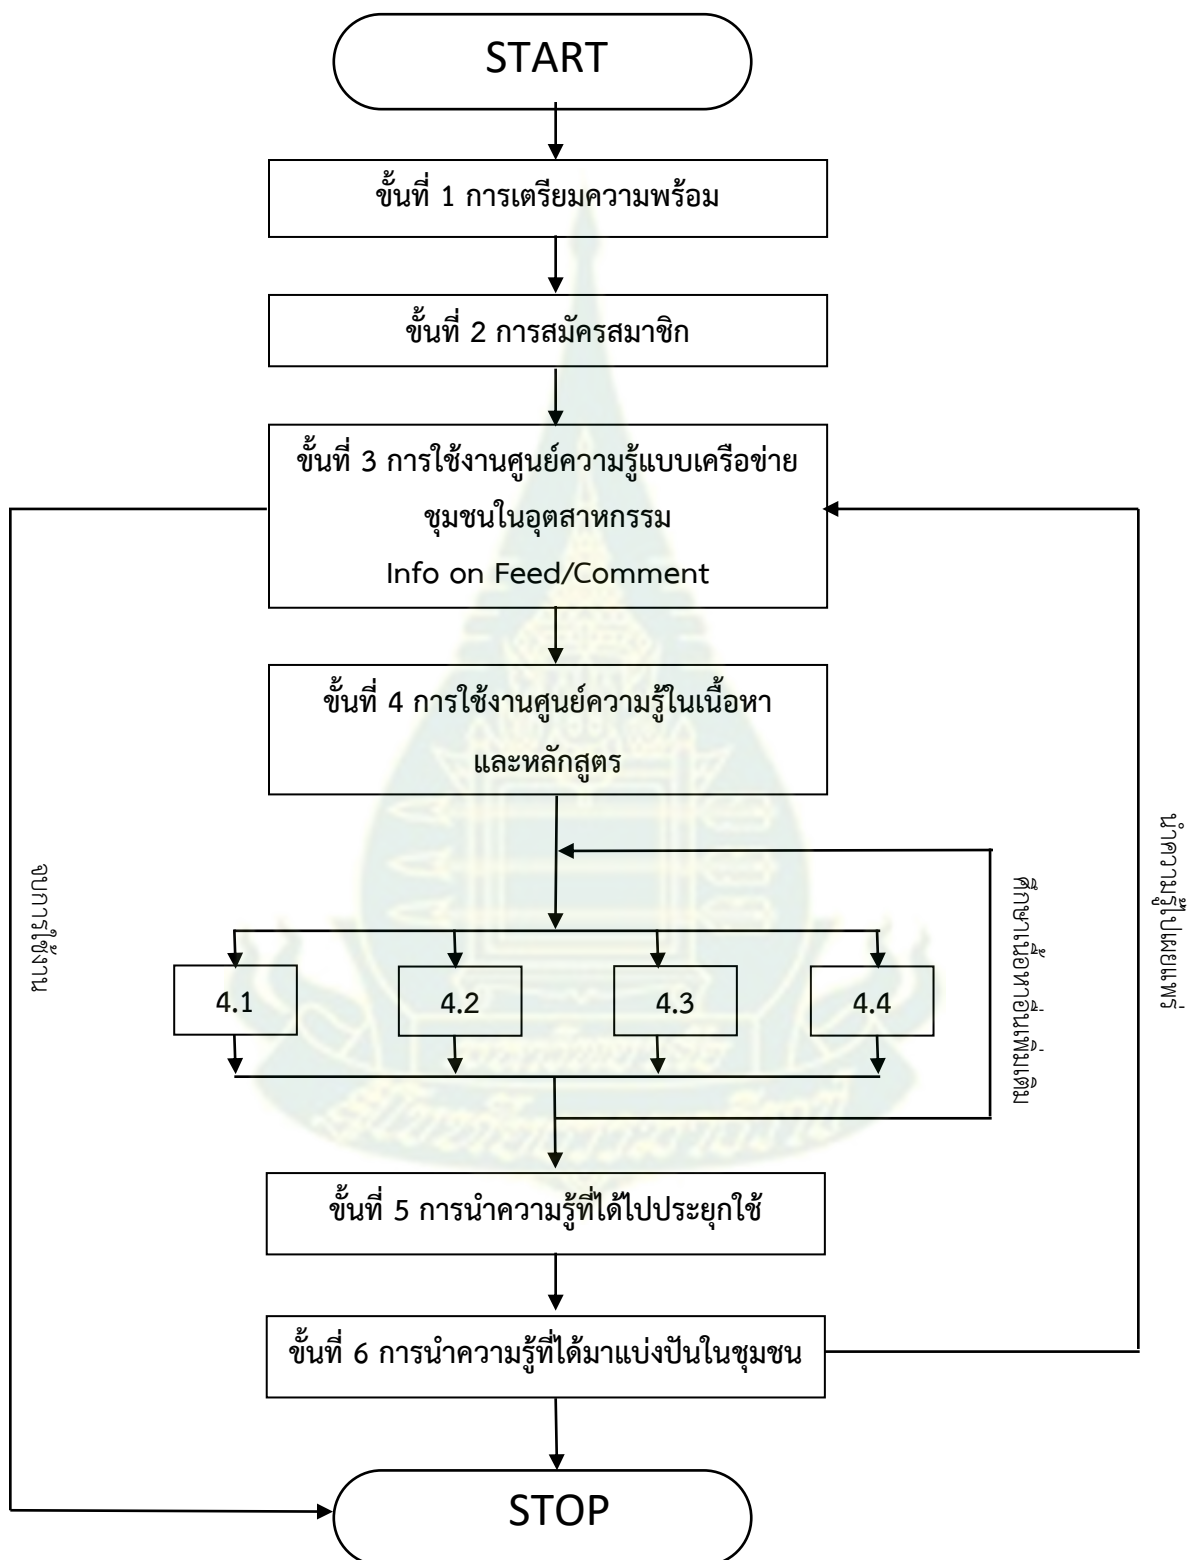 START
ขั้นที่ 1 การเตรียมความพร้อม
ขั้นที่ 2 การสมัครสมาชิก
ขั้นที่ 3 การใช้งานศูนย์ความรู้แบบเครือข่าย
ชุมชนในอุตสาหกรรม
Info on Feed/Comment
ขั้นที่ 4 การใช้งานศูนย์ความรู้ในเนื้อหา
และหลักสูตร
จบการใช้งาน
ศึกษาเนื้อหาอื่นเพิ่มเติม
นำความรู้ไปเผยแพร่
4.1
4.2
4.3
4.4
ขั้นที่ 5 การนำความรู้ที่ได้ไปประยุกใช้
ขั้นที่ 6 การนำความรู้ที่ได้มาแบ่งปันในชุมชน
STOP